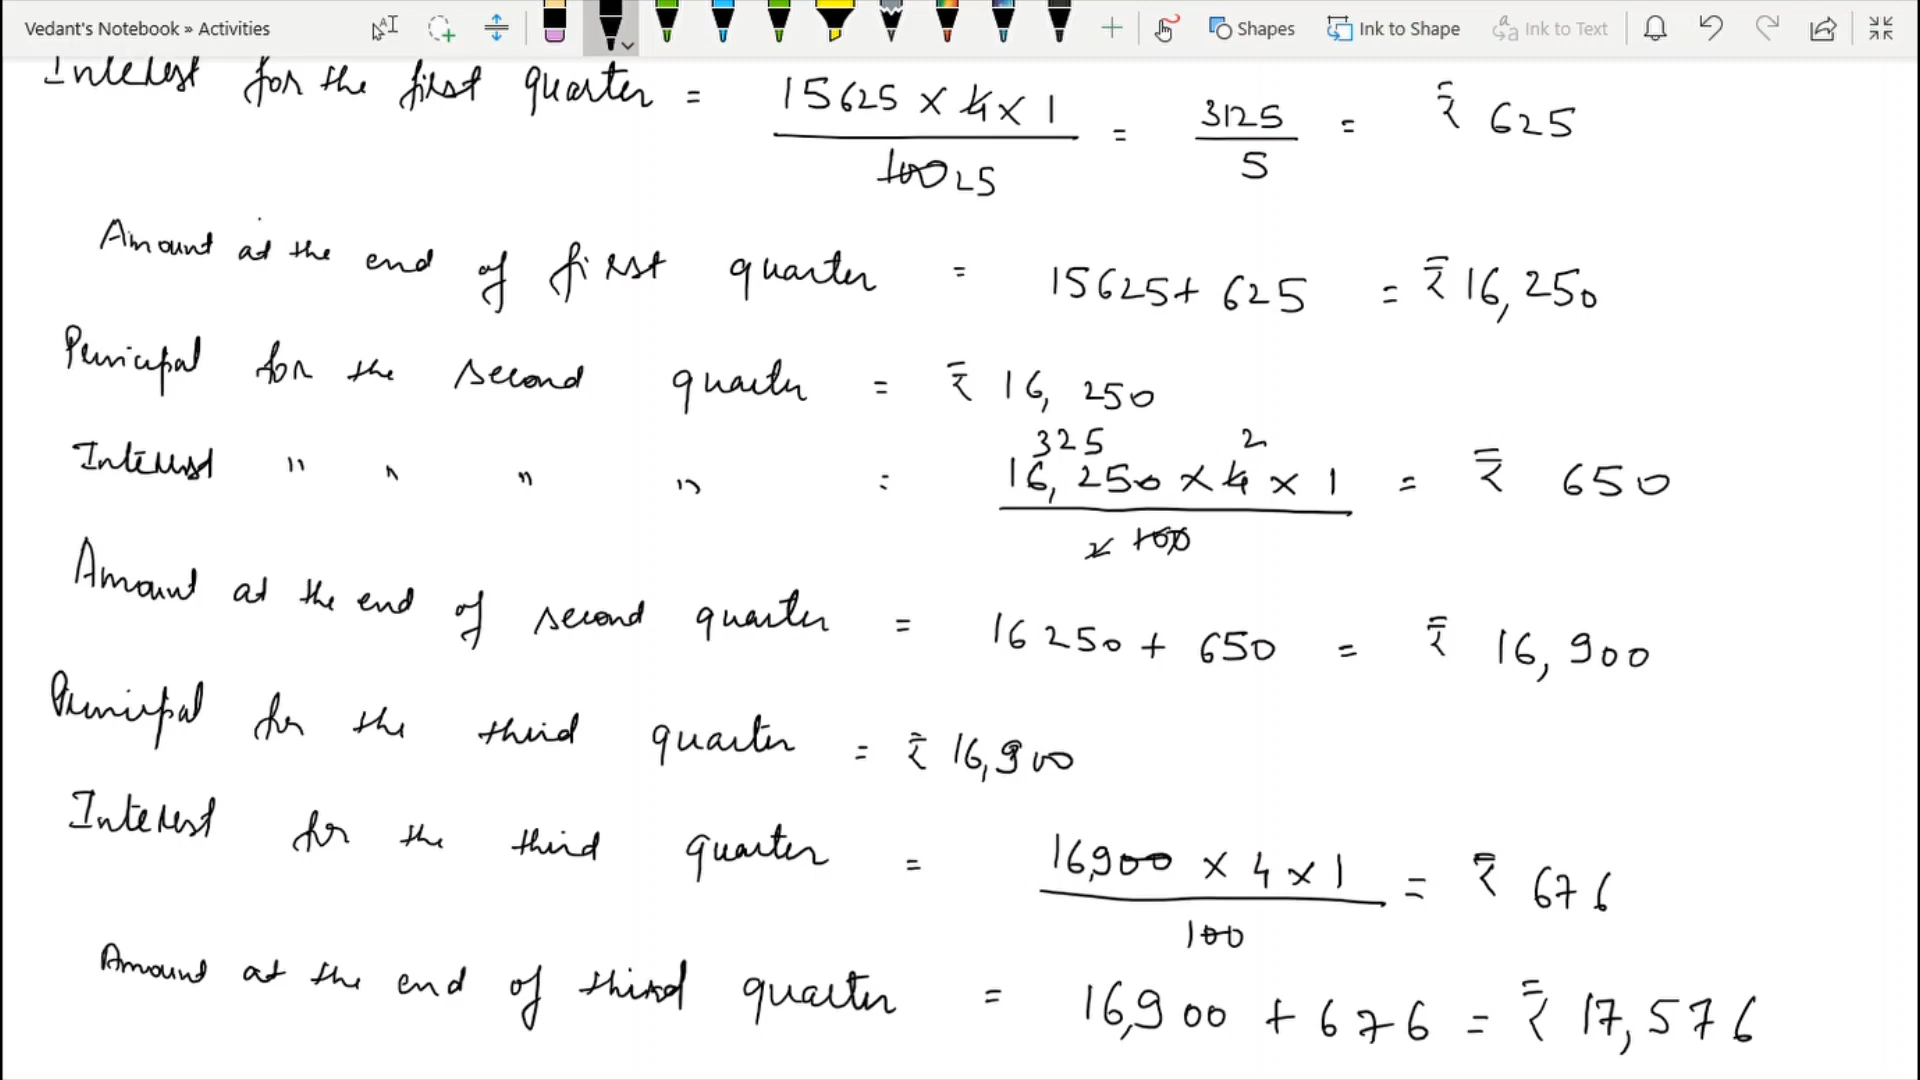 Vedant's Notebook » Activities Shapes Ink to Shape Ink to Text
Interest for the first quarter = 15625 × 4 × 1 / 100 25 = 3125 / 5 = ₹ 625
Amount at the end of first quarter = 15625 + 625 = ₹ 16,250
Principal for the second quarter = ₹ 16,250
Interest " " " " = 325 2 16,250 × 4 × 1 / 2 100 = ₹ 650
Amount at the end of second quarter = 16250 + 650 = ₹ 16,900
Principal for the third quarter = ₹ 16,900
Interest for the third quarter = 16,900 × 4 × 1 / 100 = ₹ 676
Amount at the end of third quarter = 16,900 + 676 = ₹ 17,576